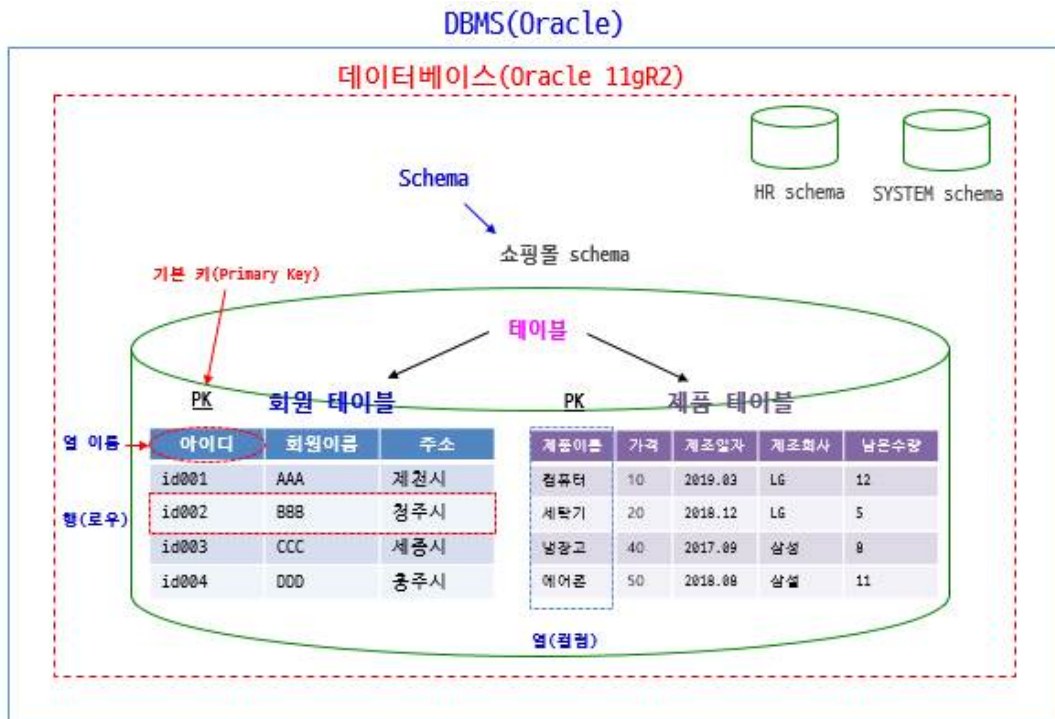 DBMS(Oracle)
데이터베이스(Oracle 11gR2)
HR schema
SYSTEM schema
Schema
쇼핑몰 schema
기본 키(Primary Key)
테이블
PK
회원 테이블
PK
제품 테이블
열 이름
아이디 회원이름 주소
id001 AAA 제천시
id002 BBB 청주시
id003 CCC 세종시
id004 DDD 충주시
행(로우)
제품이름 가격 제조일자 제조회사 남은수량
컴퓨터 10 2019.03 LG 12
세탁기 20 2018.12 LG 5
냉장고 40 2017.09 삼성 8
에어콘 50 2018.08 11
열(컬럼)